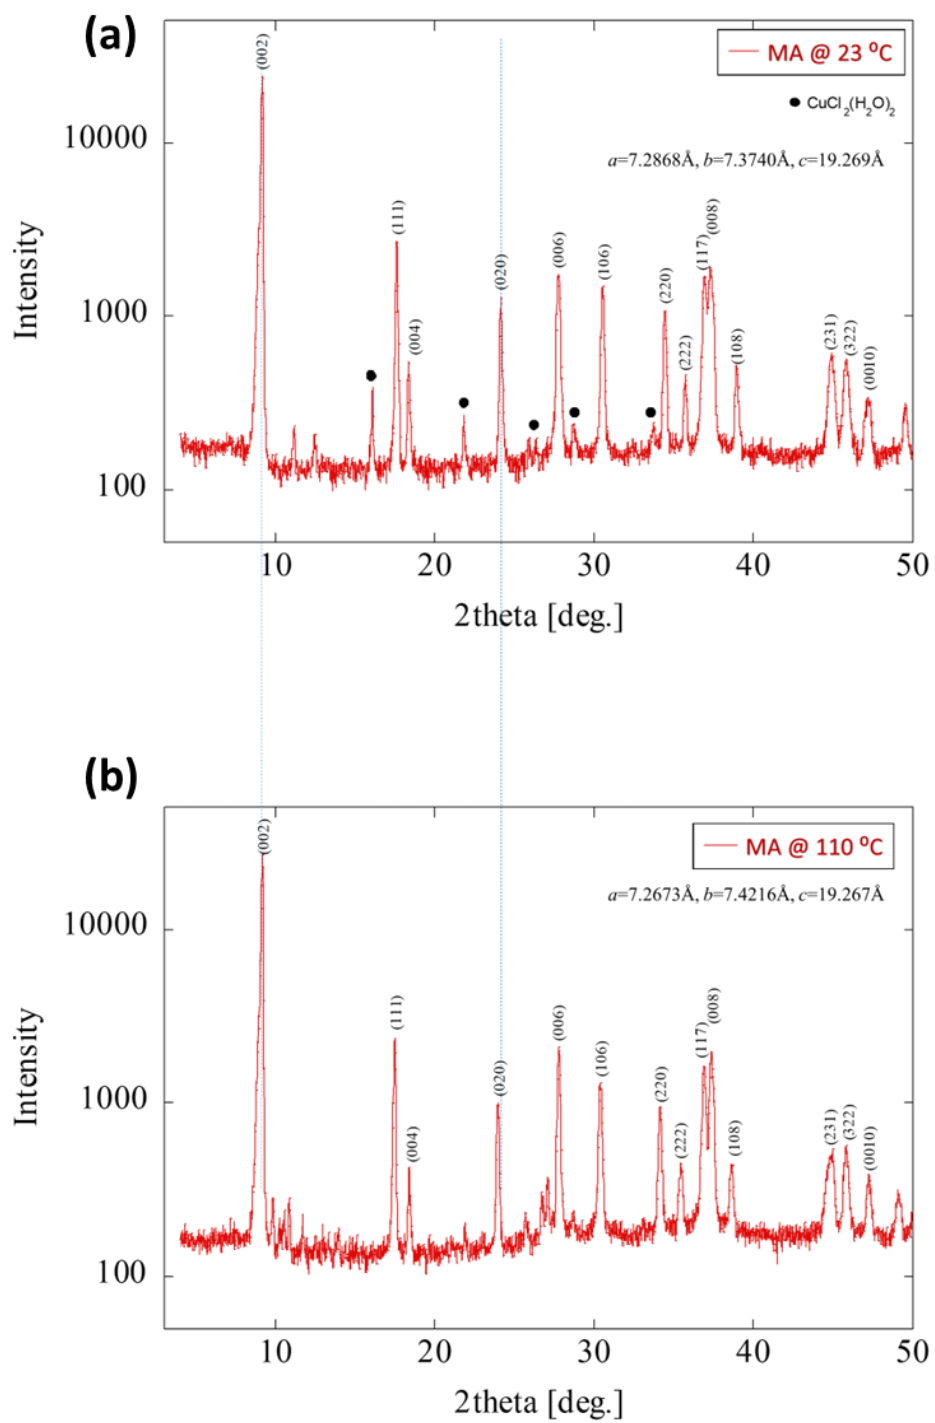 (a)
MA @ 23 °C
● CuCl2(H2O)2
a=7.2868Å, b=7.3740Å, c=19.269Å
(002)
(111)
(004)
(020)
(006)
(106)
(220)
(222)
(117)
(008)
(108)
(231)
(322)
(0010)
Intensity
10000
1000
100
10 20 30 40 50
2theta [deg.]
(b)
MA @ 110 °C
a=7.2673Å, b=7.4216Å, c=19.267Å
(002)
(111)
(004)
(020)
(006)
(106)
(220)
(222)
(117)
(008)
(108)
(231)
(322)
(0010)
Intensity
10000
1000
100
10 20 30 40 50
2theta [deg.]